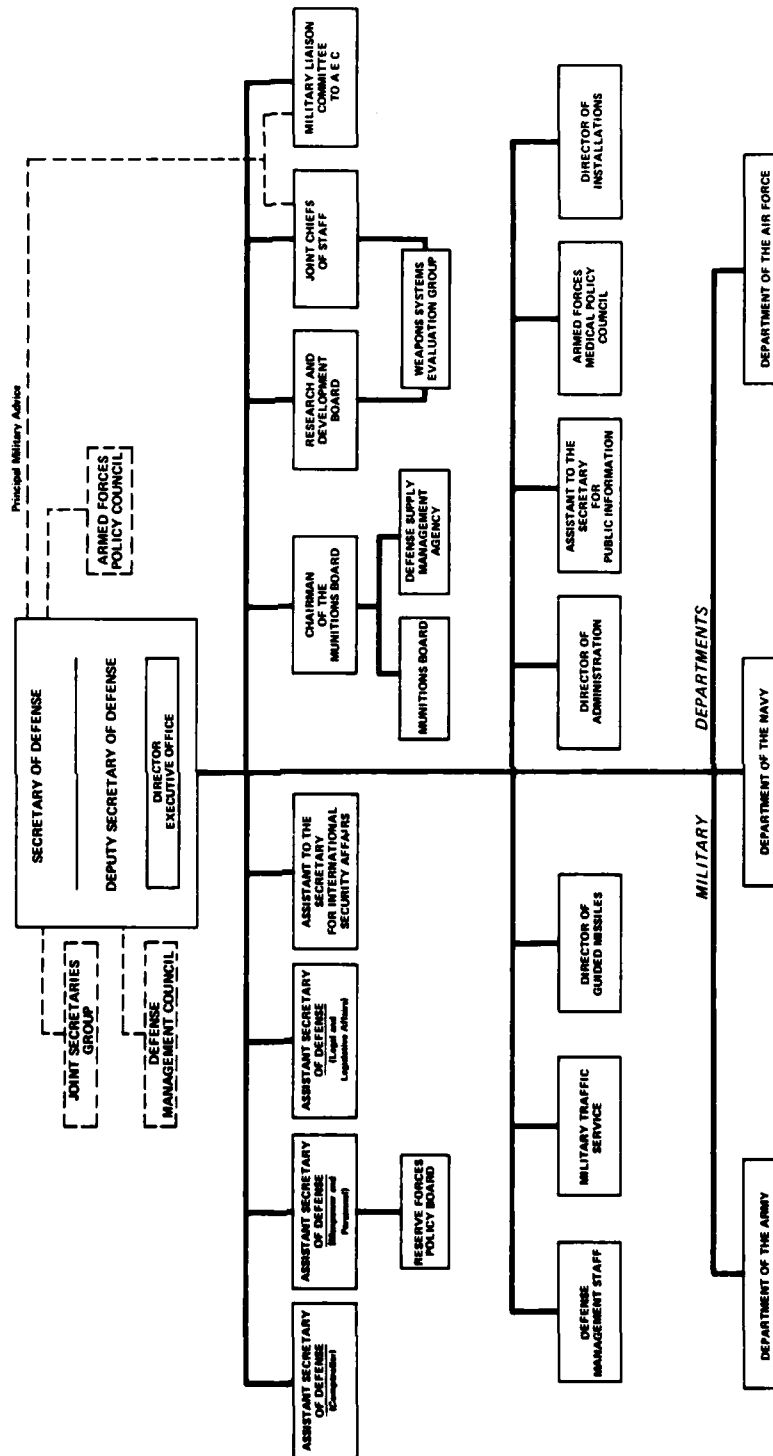 SECRETARY OF DEFENSE
DEPUTY SECRETARY OF DEFENSE
DIRECTOR
EXECUTIVE OFFICE
JOINT SECRETARIES
GROUP
DEFENSE
MANAGEMENT COUNCIL
Principal Military Advice
ARMED FORCES
POLICY COUNCIL
ASSISTANT SECRETARY
OF DEFENSE
(Comptroller)
ASSISTANT SECRETARY
OF DEFENSE
(Manpower and
Personnel)
RESERVE FORCES
POLICY BOARD
ASSISTANT SECRETARY
OF DEFENSE
(Legal and
Legislative Affairs)
ASSISTANT TO THE
SECRETARY
FOR INTERNATIONAL
SECURITY AFFAIRS
CHAIRMAN
OF THE
MUNITIONS BOARD
MUNITIONS BOARD
DEFENSE SUPPLY
MANAGEMENT
AGENCY
RESEARCH AND
DEVELOPMENT
BOARD
JOINT CHIEFS
OF STAFF
WEAPONS SYSTEMS
EVALUATION GROUP
MILITARY LIAISON
COMMITTEE
TO A E C
DEFENSE
MANAGEMENT STAFF
MILITARY TRAFFIC
SERVICE
DIRECTOR OF
GUIDED MISSILES
DIRECTOR OF
ADMINISTRATION
ASSISTANT TO THE
SECRETARY
FOR
PUBLIC INFORMATION
ARMED FORCES
MEDICAL POLICY
COUNCIL
DIRECTOR OF
INSTALLATIONS
MILITARY DEPARTMENTS
DEPARTMENT OF THE ARMY
DEPARTMENT OF THE NAVY
DEPARTMENT OF THE AIR FORCE